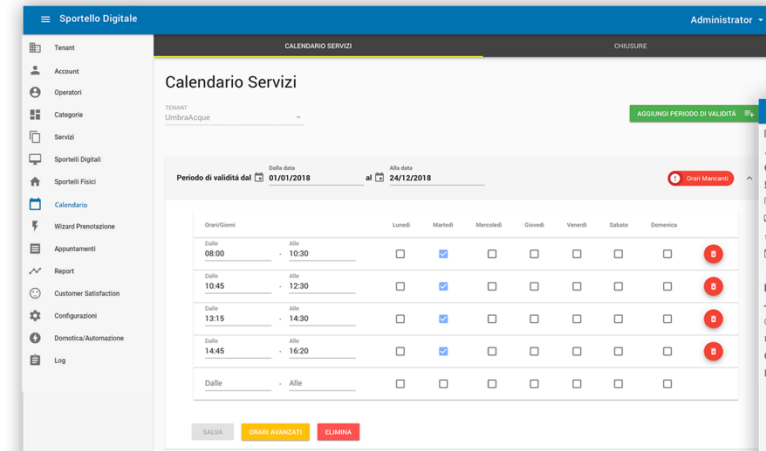 Sportello Digitale
Administrator
Tenant
Account
Operatori
Categorie
Servizi
Sportelli Digitali
Sportelli Fisici
Calendario
Wizard Prenotazione
Appuntamenti
Report
Customer Satisfaction
Configurazioni
Domotica/Automazione
Log
CALENDARIO SERVIZI CHIUSURE
Calendario Servizi
TENANT
UmbraAcque
AGGIUNGI PERIODO DI VALIDITÁ
Dalla data Alla data
Periodo di validitá dal 01/01/2018 al 24/12/2018
Orari Mancanti
Orari/Giorni Lunedì Martedì Mercoledì Giovedì Venerdì Sabato Domenica
Dalle Alle
08:00 - 10:30
Dalle Alle
10:45 - 12:30
Dalle Alle
13:15 - 14:30
Dalle Alle
14:45 - 16:20
Dalle - Alle
SALVA ORARI AVANZATI ELIMINA